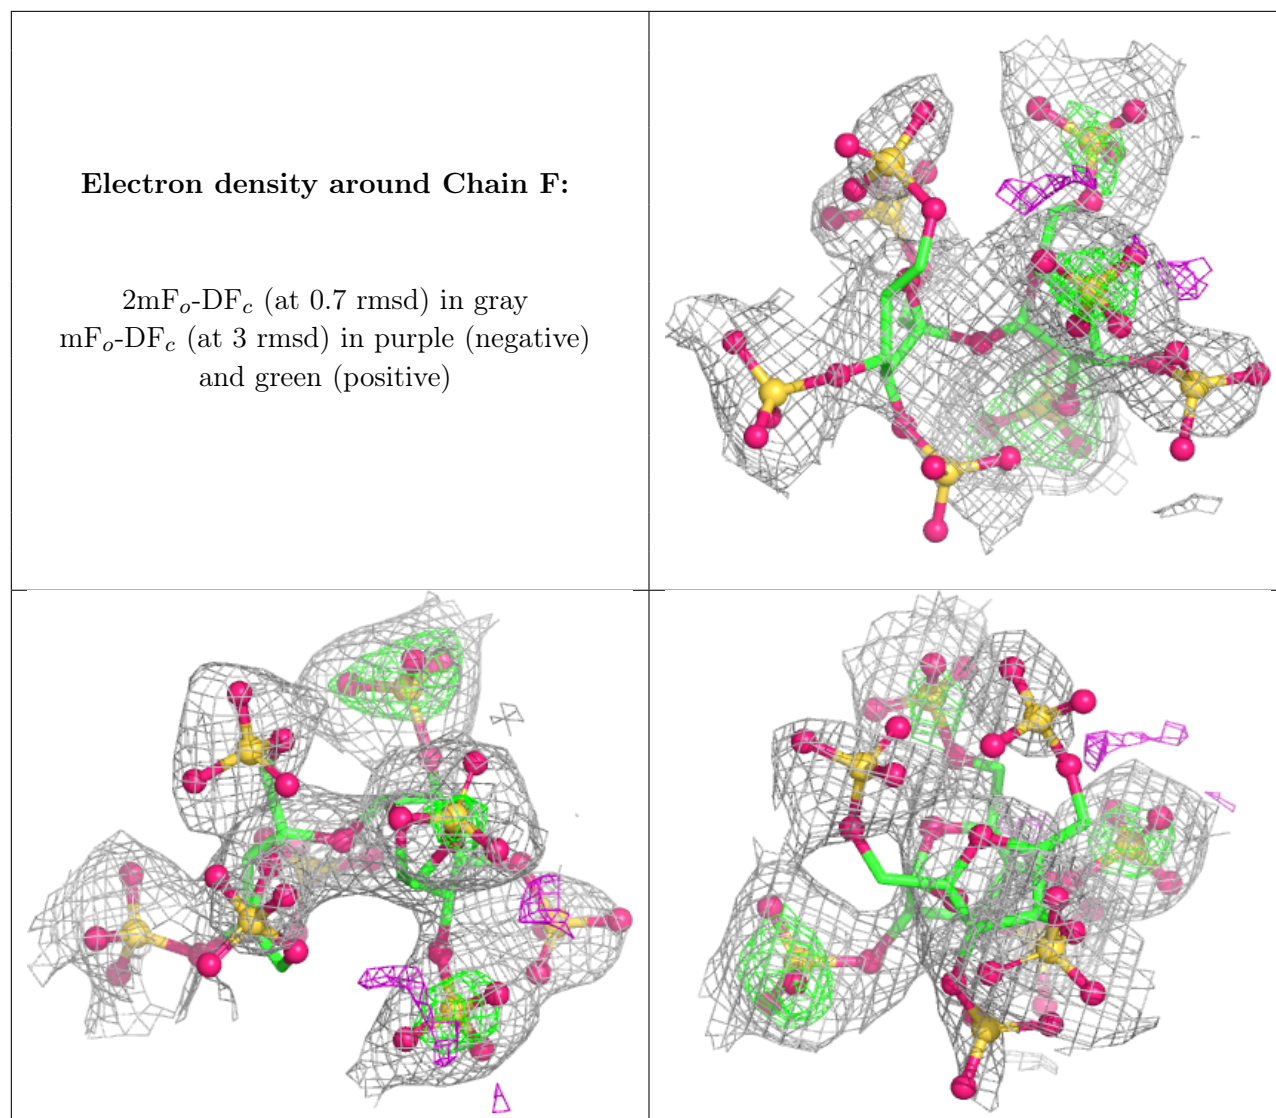 Electron density around Chain F:
2mFo-DFc (at 0.7 rmsd) in gray
mFo-DFc (at 3 rmsd) in purple (negative)
and green (positive)